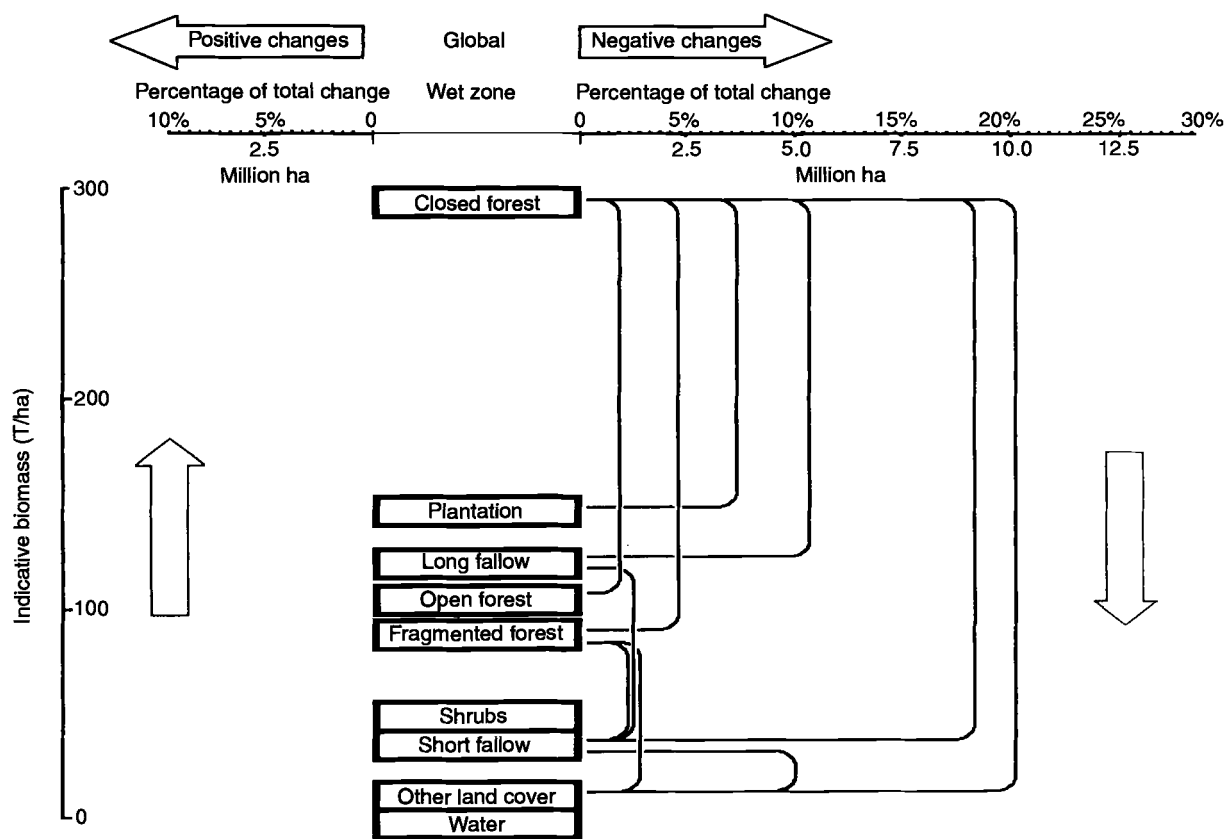 Positive changes Global Negative changes
Percentage of total change Wet zone Percentage of total change
10% 5% 0 0 5% 10% 15% 20% 25% 30%
2.5 2.5 5.0 7.5 10.0 12.5
Million ha Million ha
300
Closed forest
200
Indicative biomass (T/ha)
Plantation
Long fallow
100
Open forest
Fragmented forest
Shrubs
Short fallow
Other land cover
0
Water